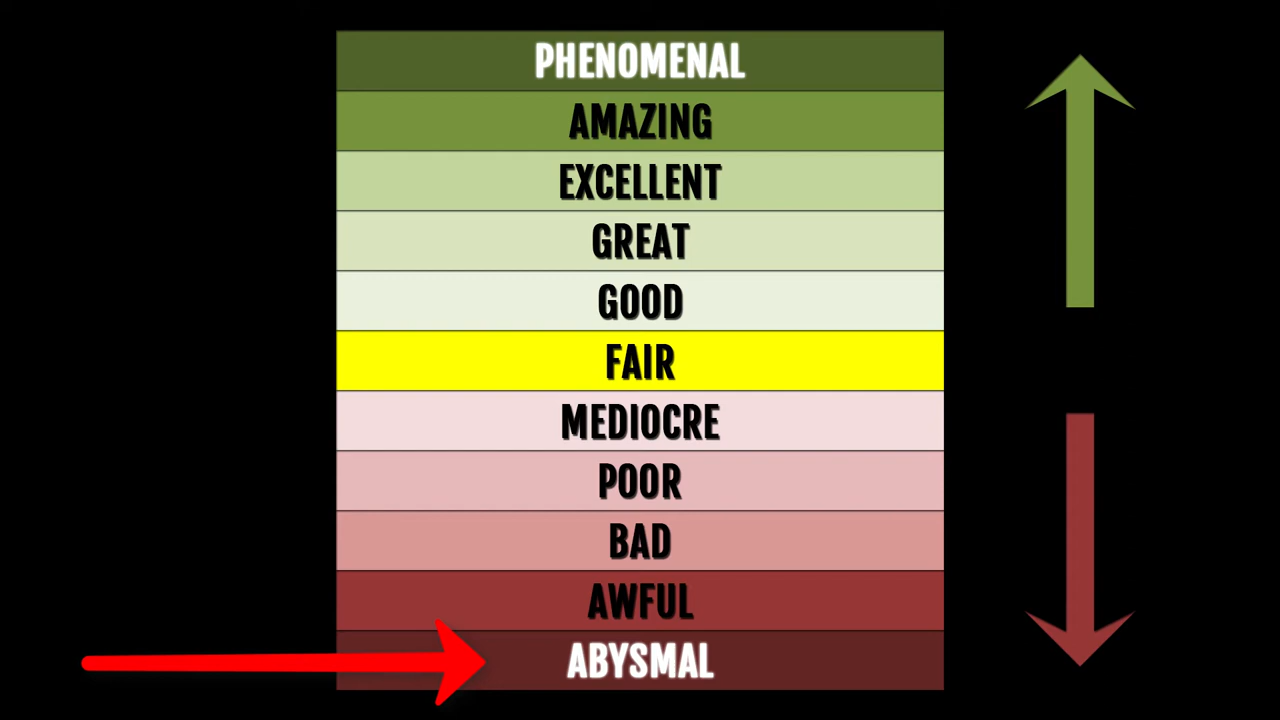 PHENOMENAL
AMAZING
EXCELLENT
GREAT
GOOD
FAIR
MEDIOCRE
POOR
BAD
AWFUL
ABYSMAL